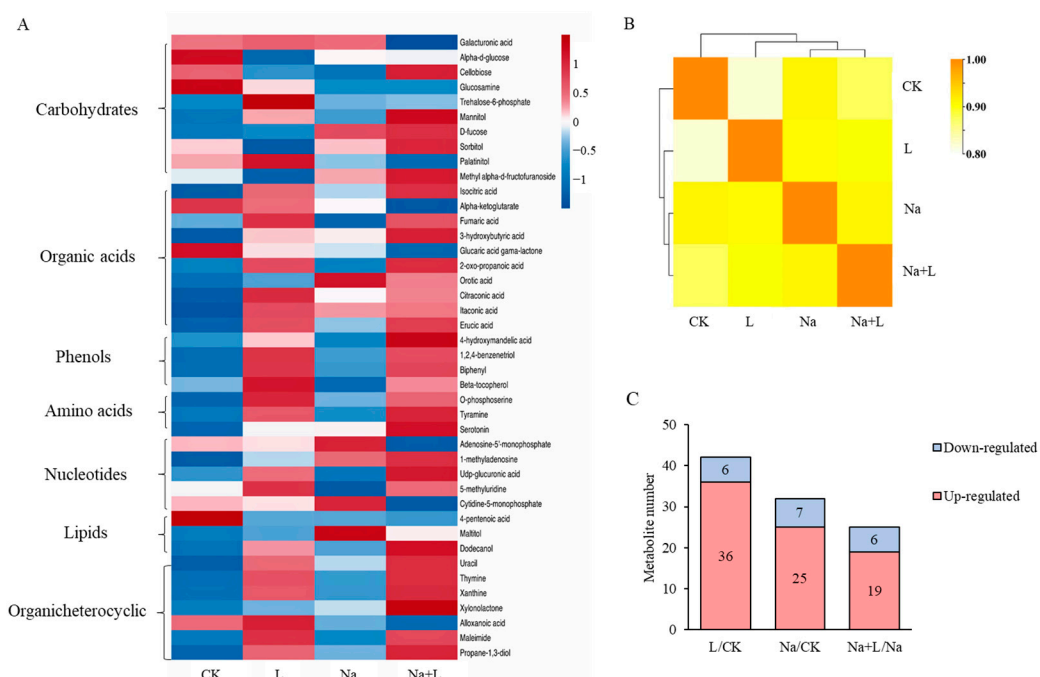 A
Carbohydrates
Organic acids
Phenols
Amino acids
Nucleotides
Lipids
Organicheterocyclic
Galacturonic acid
Alpha-d-glucose
Cellobiose
Glucosamine
Trehalose-6-phosphate
Mannitol
D-fucose
Sorbitol
Palatinitol
Methyl alpha-d-fructofuranoside
Isocitric acid
Alpha-ketoglutarate
Fumaric acid
3-hydroxybutyric acid
Glucaric acid gama-lactone
2-oxo-propanoic acid
Orotic acid
Citraconic acid
Itaconic acid
Erucic acid
4-hydroxymandelic acid
1,2,4-benzenetriol
Biphenyl
Beta-tocopherol
O-phosphoserine
Tyramine
Serotonin
Adenosine-5'-monophosphate
1-methyladenosine
Udp-glucuronic acid
5-methyluridine
Cytidine-5-monophosphate
4-pentenoic acid
Maltitol
Dodecanol
Uracil
Thymine
Xanthine
Xylonolactone
Alloxanoic acid
Maleimide
Propane-1,3-diol
CK L Na Na+L
1
0.5
0
−0.5
−1
B
CK
L
Na
Na+L
CK L Na Na+L
1.00
0.90
0.80
C
Metabolite number
50
40
30
20
10
0
6
36
7
25
6
19
L/CK Na/CK Na+L/Na
Down-regulated
Up-regulated